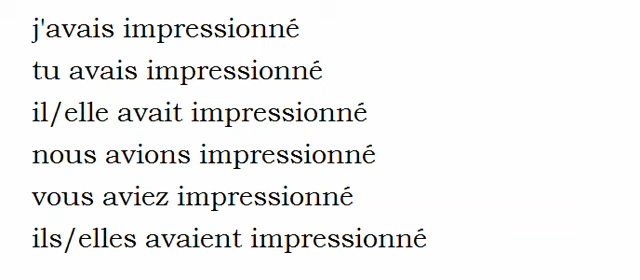 j'avais impressionné
tu avais impressionné
il/elle avait impressionné
nous avions impressionné
vous aviez impressionné
ils/elles avaient impressionné